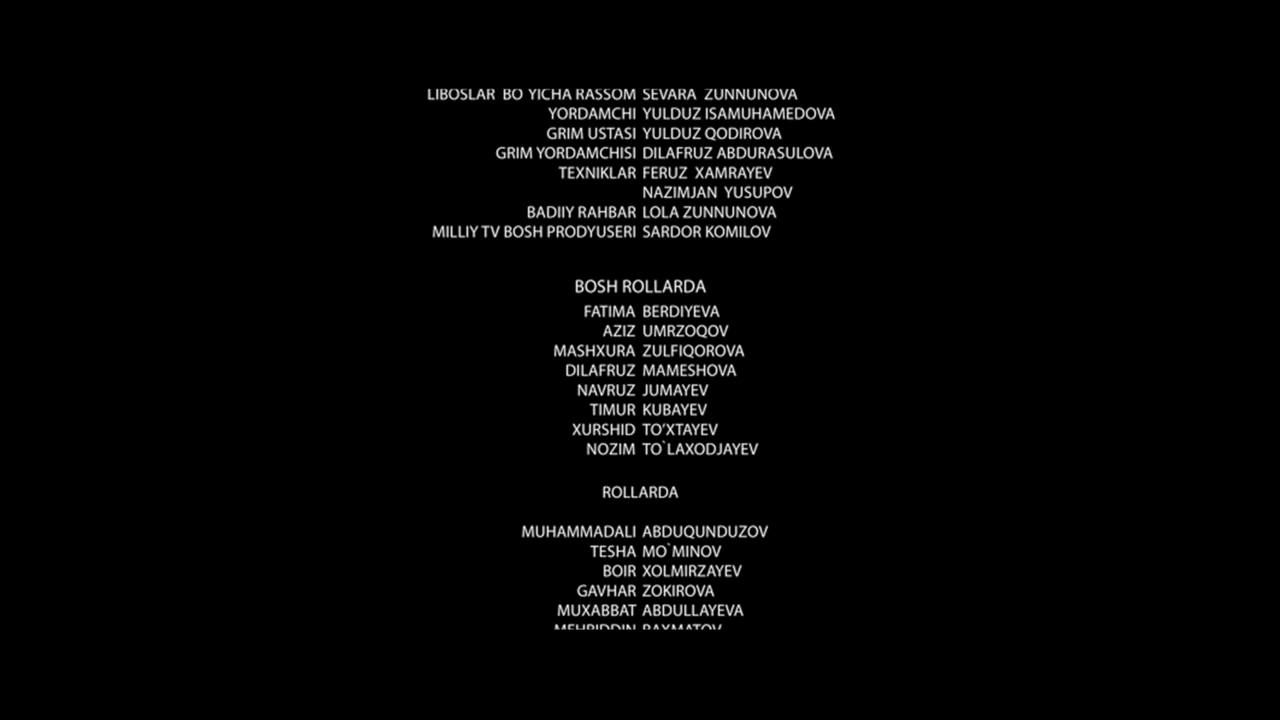 LIBOSLAR BO YICHA RASSOM SEVARA ZUNNUNOVA
YORDAMCHI YULDUZ ISAMUHAMEDOVA
GRIM USTASI YULDUZ QODIROVA
GRIM YORDAMCHISI DILAFRUZ ABDURASULOVA
TEXNIKLAR FERUZ XAMRAYEV
NAZIMJAN YUSUPOV
BADIIY RAHBAR LOLA ZUNNUNOVA
MILLIY TV BOSH PRODYUSERI SARDOR KOMILOV
BOSH ROLLARDA
FATIMA BERDIYEVA
AZIZ UMRZOQOV
MASHXURA ZULFIQOROVA
DILAFRUZ MAMESHOVA
NAVRUZ JUMAYEV
TIMUR KUBAYEV
XURSHID TO’XTAYEV
NOZIM TO`LAXODJAYEV
ROLLARDA
MUHAMMADALI ABDUQUNDUZOV
TESHA MO`MINOV
BOIR XOLMIRZAYEV
GAVHAR ZOKIROVA
MUXABBAT ABDULLAYEVA
MEHRIDDIN RAXMATOV